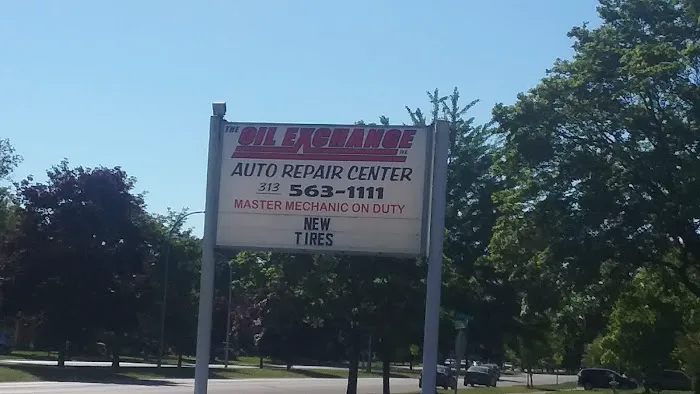 THE OIL EXCHANGE INC.
AUTO REPAIR CENTER
313 563-1111
MASTER MECHANIC ON DUTY
NEW
TIRES